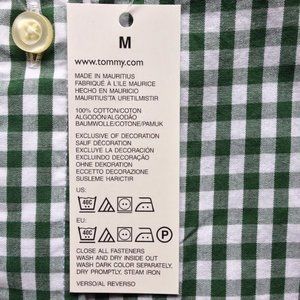 M
www.tommy.com
MADE IN MAURITIUS
FABRIQUÉ À L'ILE MAURICE
HECHO EN MAURICIO
MAURITIUS'TA URETILMISTIR
100% COTTON/COTON
ALGODÓN/ALGODÃO
BAUMWOLLE/COTONE/PAMUK
EXCLUSIVE OF DECORATION
SAUF DÉCORATION
EXCLUYE LA DECORACIÓN
EXCLUINDO DECORAÇÃO
OHNE DEKORATION
ECCETTO DECORAZIONE
SUSLEME HARICTIR
US:
40C
EU:
40C P
CLOSE ALL FASTENERS
WASH AND DRY INSIDE OUT
WASH DARK COLOR SEPARATELY,
DRY PROMPTLY, STEAM IRON
VERSO/AL REVERSO